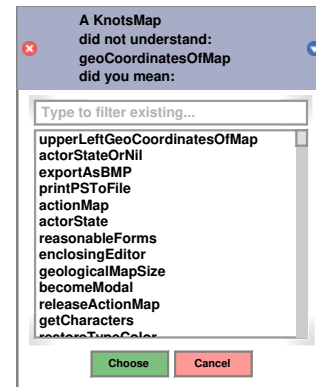 A KnotsMap
did not understand:
geoCoordinatesOfMap
did you mean:
Type to filter existing...
upperLeftGeoCoordinatesOfMap
actorStateOrNil
exportAsBMP
printPSToFile
actionMap
actorState
reasonableForms
enclosingEditor
geologicalMapSize
becomeModal
releaseActionMap
getCharacters
restoreTypeColor
Choose Cancel